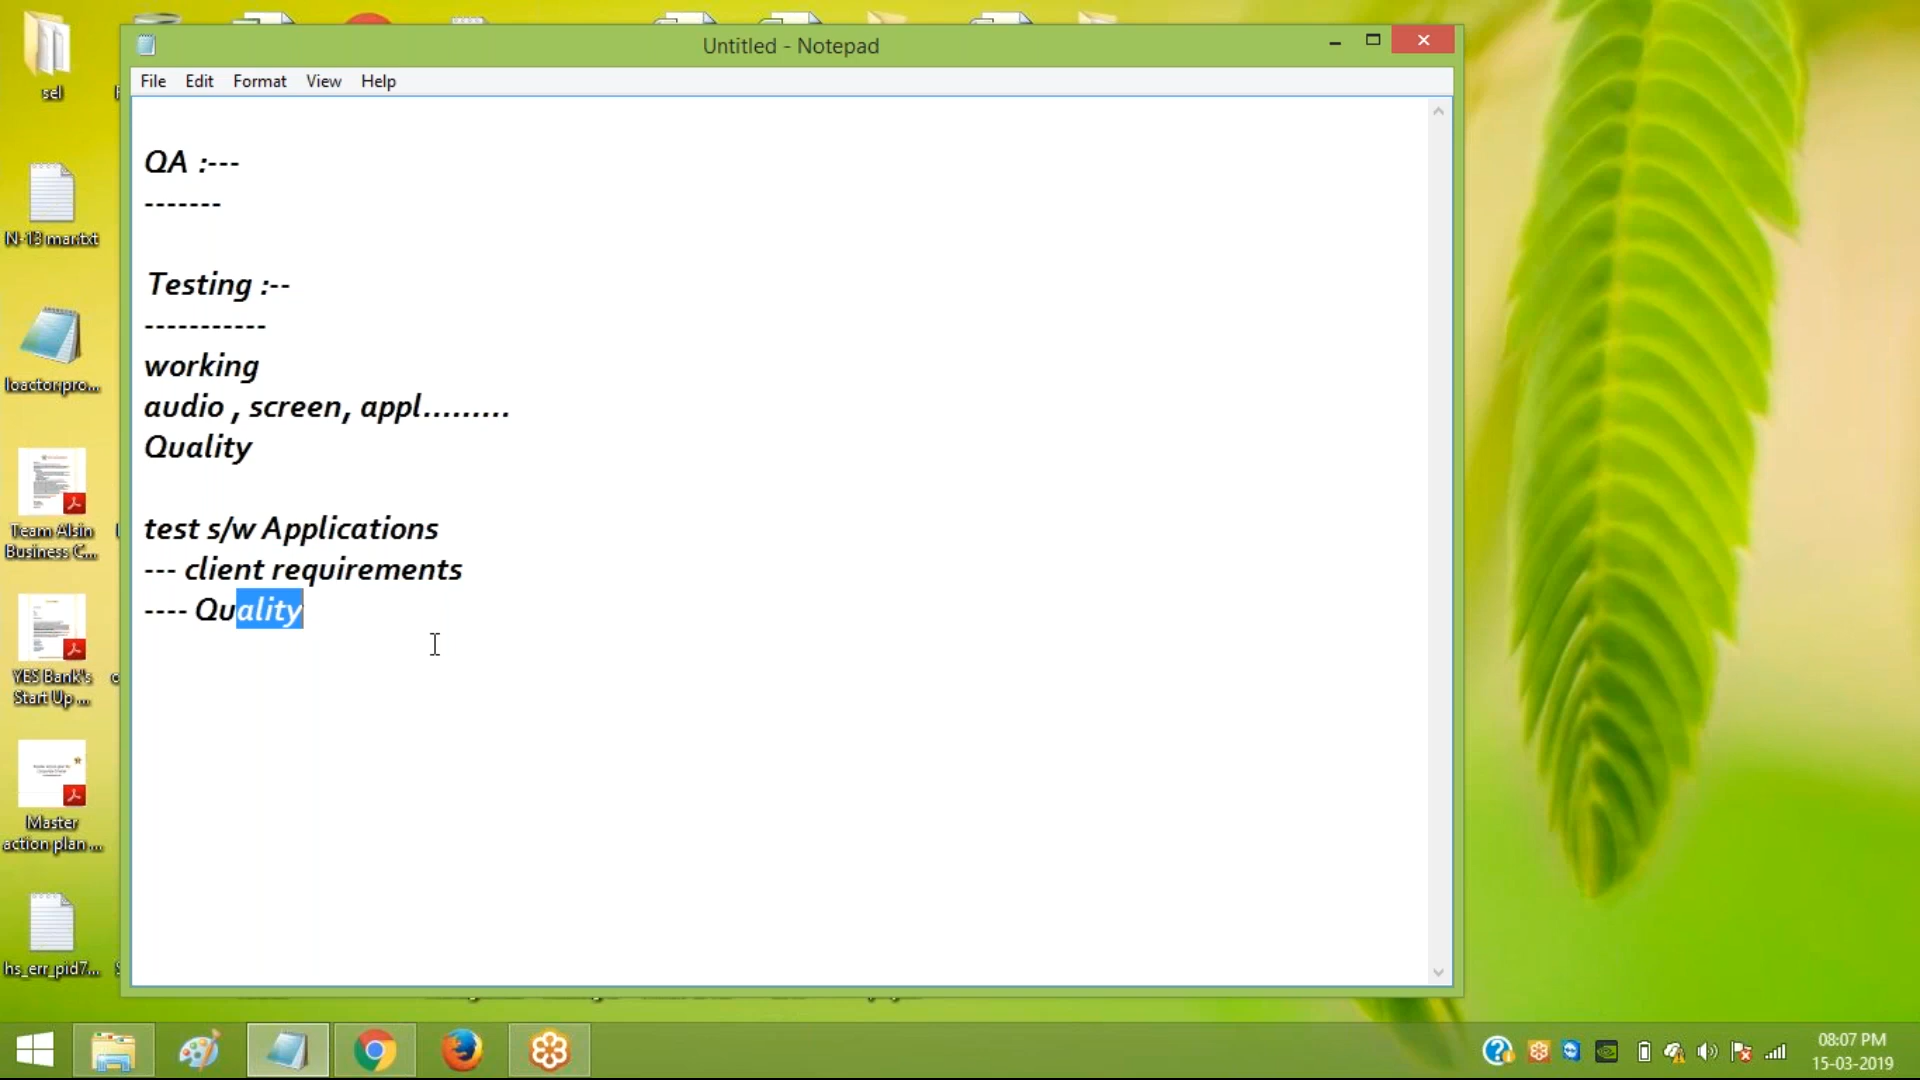 Untitled - Notepad
File Edit Format View Help
QA :---
-------
Testing :--
-----------
working
audio , screen, appl.........
Quality
test s/w Applications
--- client requirements
---- Quality
sel
N-13 mar.txt
loactor.pro...
Team Alsin
Business C...
YES Bank's
Start Up ...
Master
action plan ...
hs_err_pid7...
08:07 PM
15-03-2019